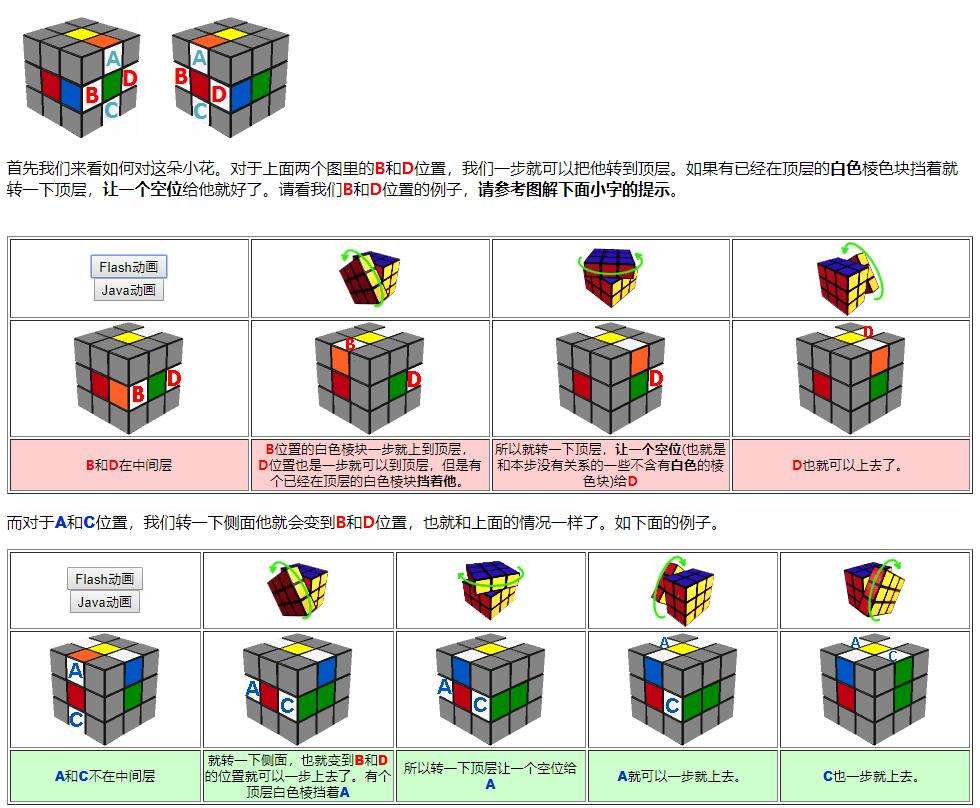 A
B
D
C
A
B
D
C
首先我们来看如何对这朵小花。对于上面两个图里的B和D位置，我们一步就可以把他转到顶层。如果有已经在顶层的白色棱色块挡着就
转一下顶层，让一个空位给他就好了。请看我们B和D位置的例子，请参考图解下面小字的提示。
Flash动画
Java动画
B
D
B
D
D
D
B和D在中间层
B位置的白色棱块一步就上到顶层，
D位置也是一步就可以到顶层，但是有
个已经在顶层的白色棱块挡着他。
所以就转一下顶层，让一个空位(也就是
和本步没有关系的一些不含有白色的棱
色块)给D
D也就可以上去了。
而对于A和C位置，我们转一下侧面他就会变到B和D位置，也就和上面的情况一样了。如下面的例子。
Flash动画
Java动画
A
C
A
C
A
C
A
C
A
C
A和C不在中间层
就转一下侧面，也就变到B和D
的位置就可以一步上去了。有个
顶层白色棱挡着A
所以转一下顶层让一个空位给
A
A就可以一步就上去。
C也一步就上去。